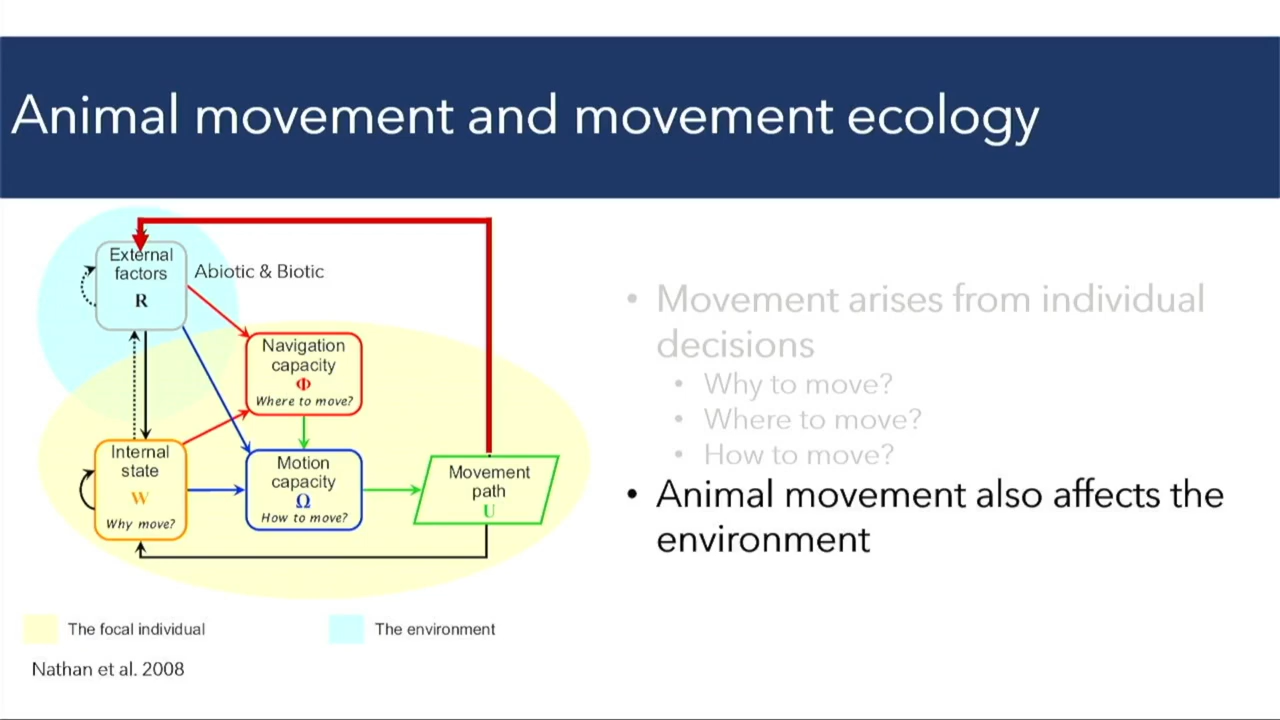 Animal movement and movement ecology
External
factors
R
Abiotic & Biotic
Navigation
capacity
Φ
Where to move?
Internal
state
W
Why move?
Motion
capacity
Ω
How to move?
Movement
path
U
The focal individual
The environment
Nathan et al. 2008
• Movement arises from individual
decisions
• Why to move?
• Where to move?
• How to move?
• Animal movement also affects the
environment